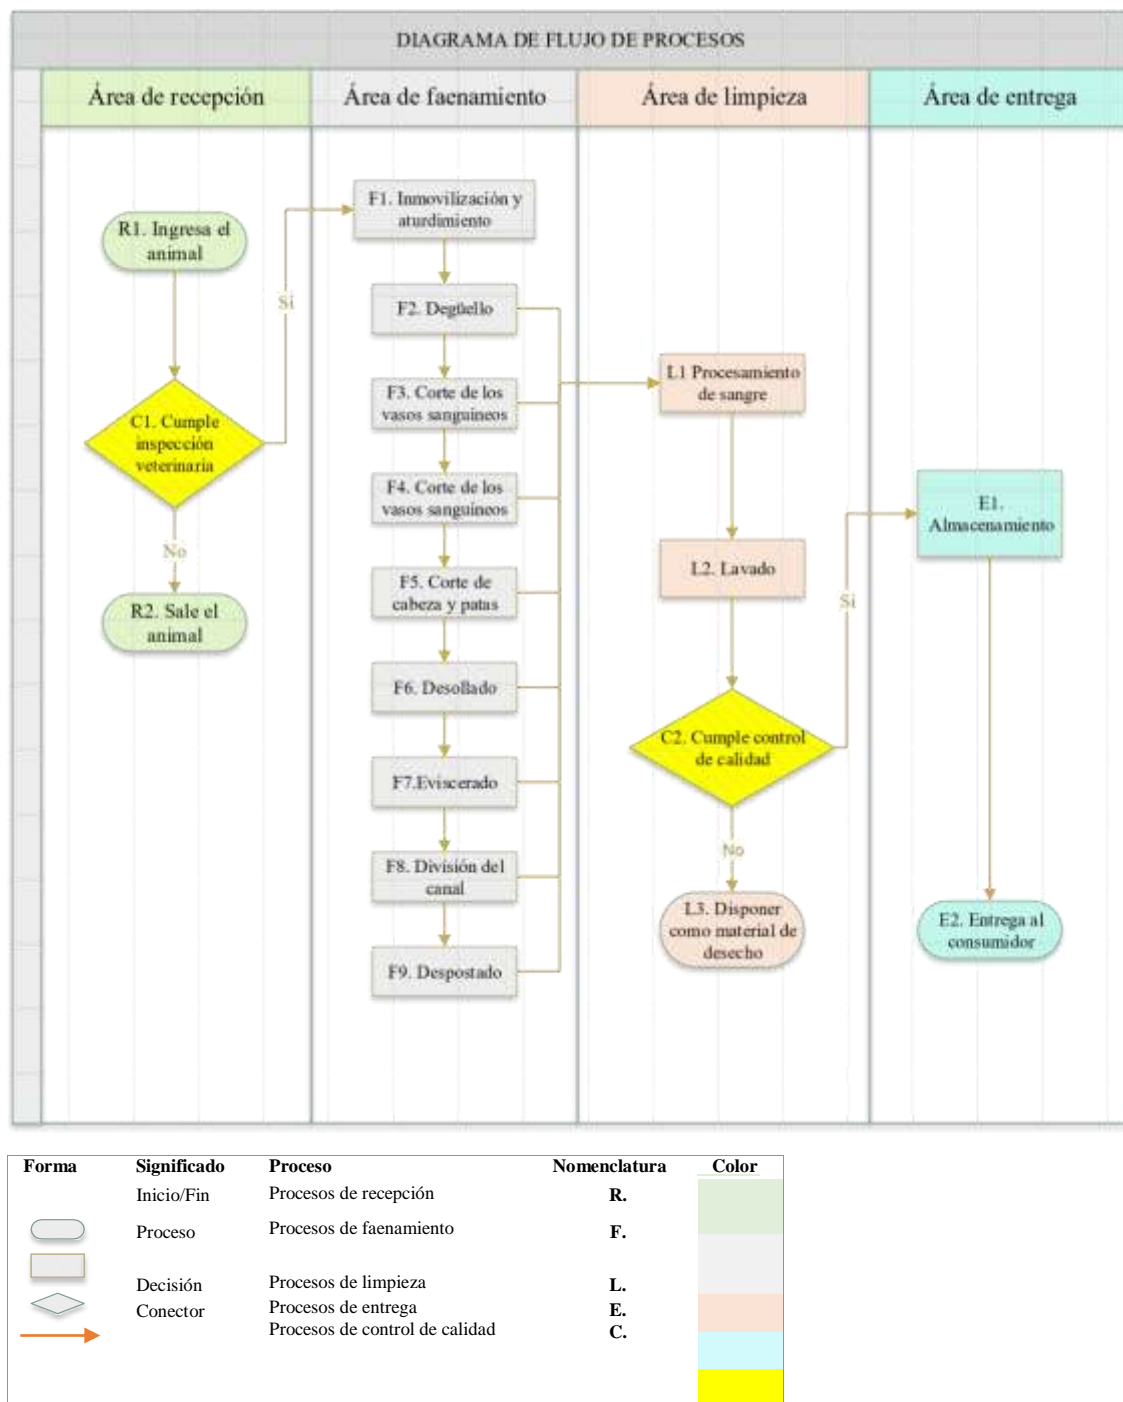 DIAGRAMA DE FLUJO DE PROCESOS
Área de recepción
Área de faenamiento
Área de limpieza
Área de entrega
R1. Ingresa el
animal
C1. Cumple
inspección
veterinaria
Si
No
R2. Sale el
animal
F1. Inmovilización y
aturdimiento
F2. Degüello
F3. Corte de los
vasos sanguineos
F4. Corte de los
vasos sanguineos
F5. Corte de
cabeza y patas
F6. Desollado
F7.Eviscerado
F8. División del
canal
F9. Despostado
L1 Procesamiento
de sangre
L2. Lavado
C2. Cumple control
de calidad
Si
No
L3. Disponer
como material de
desecho
E1.
Almacenamiento
E2. Entrega al
consumidor
Forma Significado Proceso Nomenclatura Color
Inicio/Fin Procesos de recepción R.
Proceso Procesos de faenamiento F.
Decisión Procesos de limpieza L.
Conector Procesos de entrega E.
Procesos de control de calidad C.